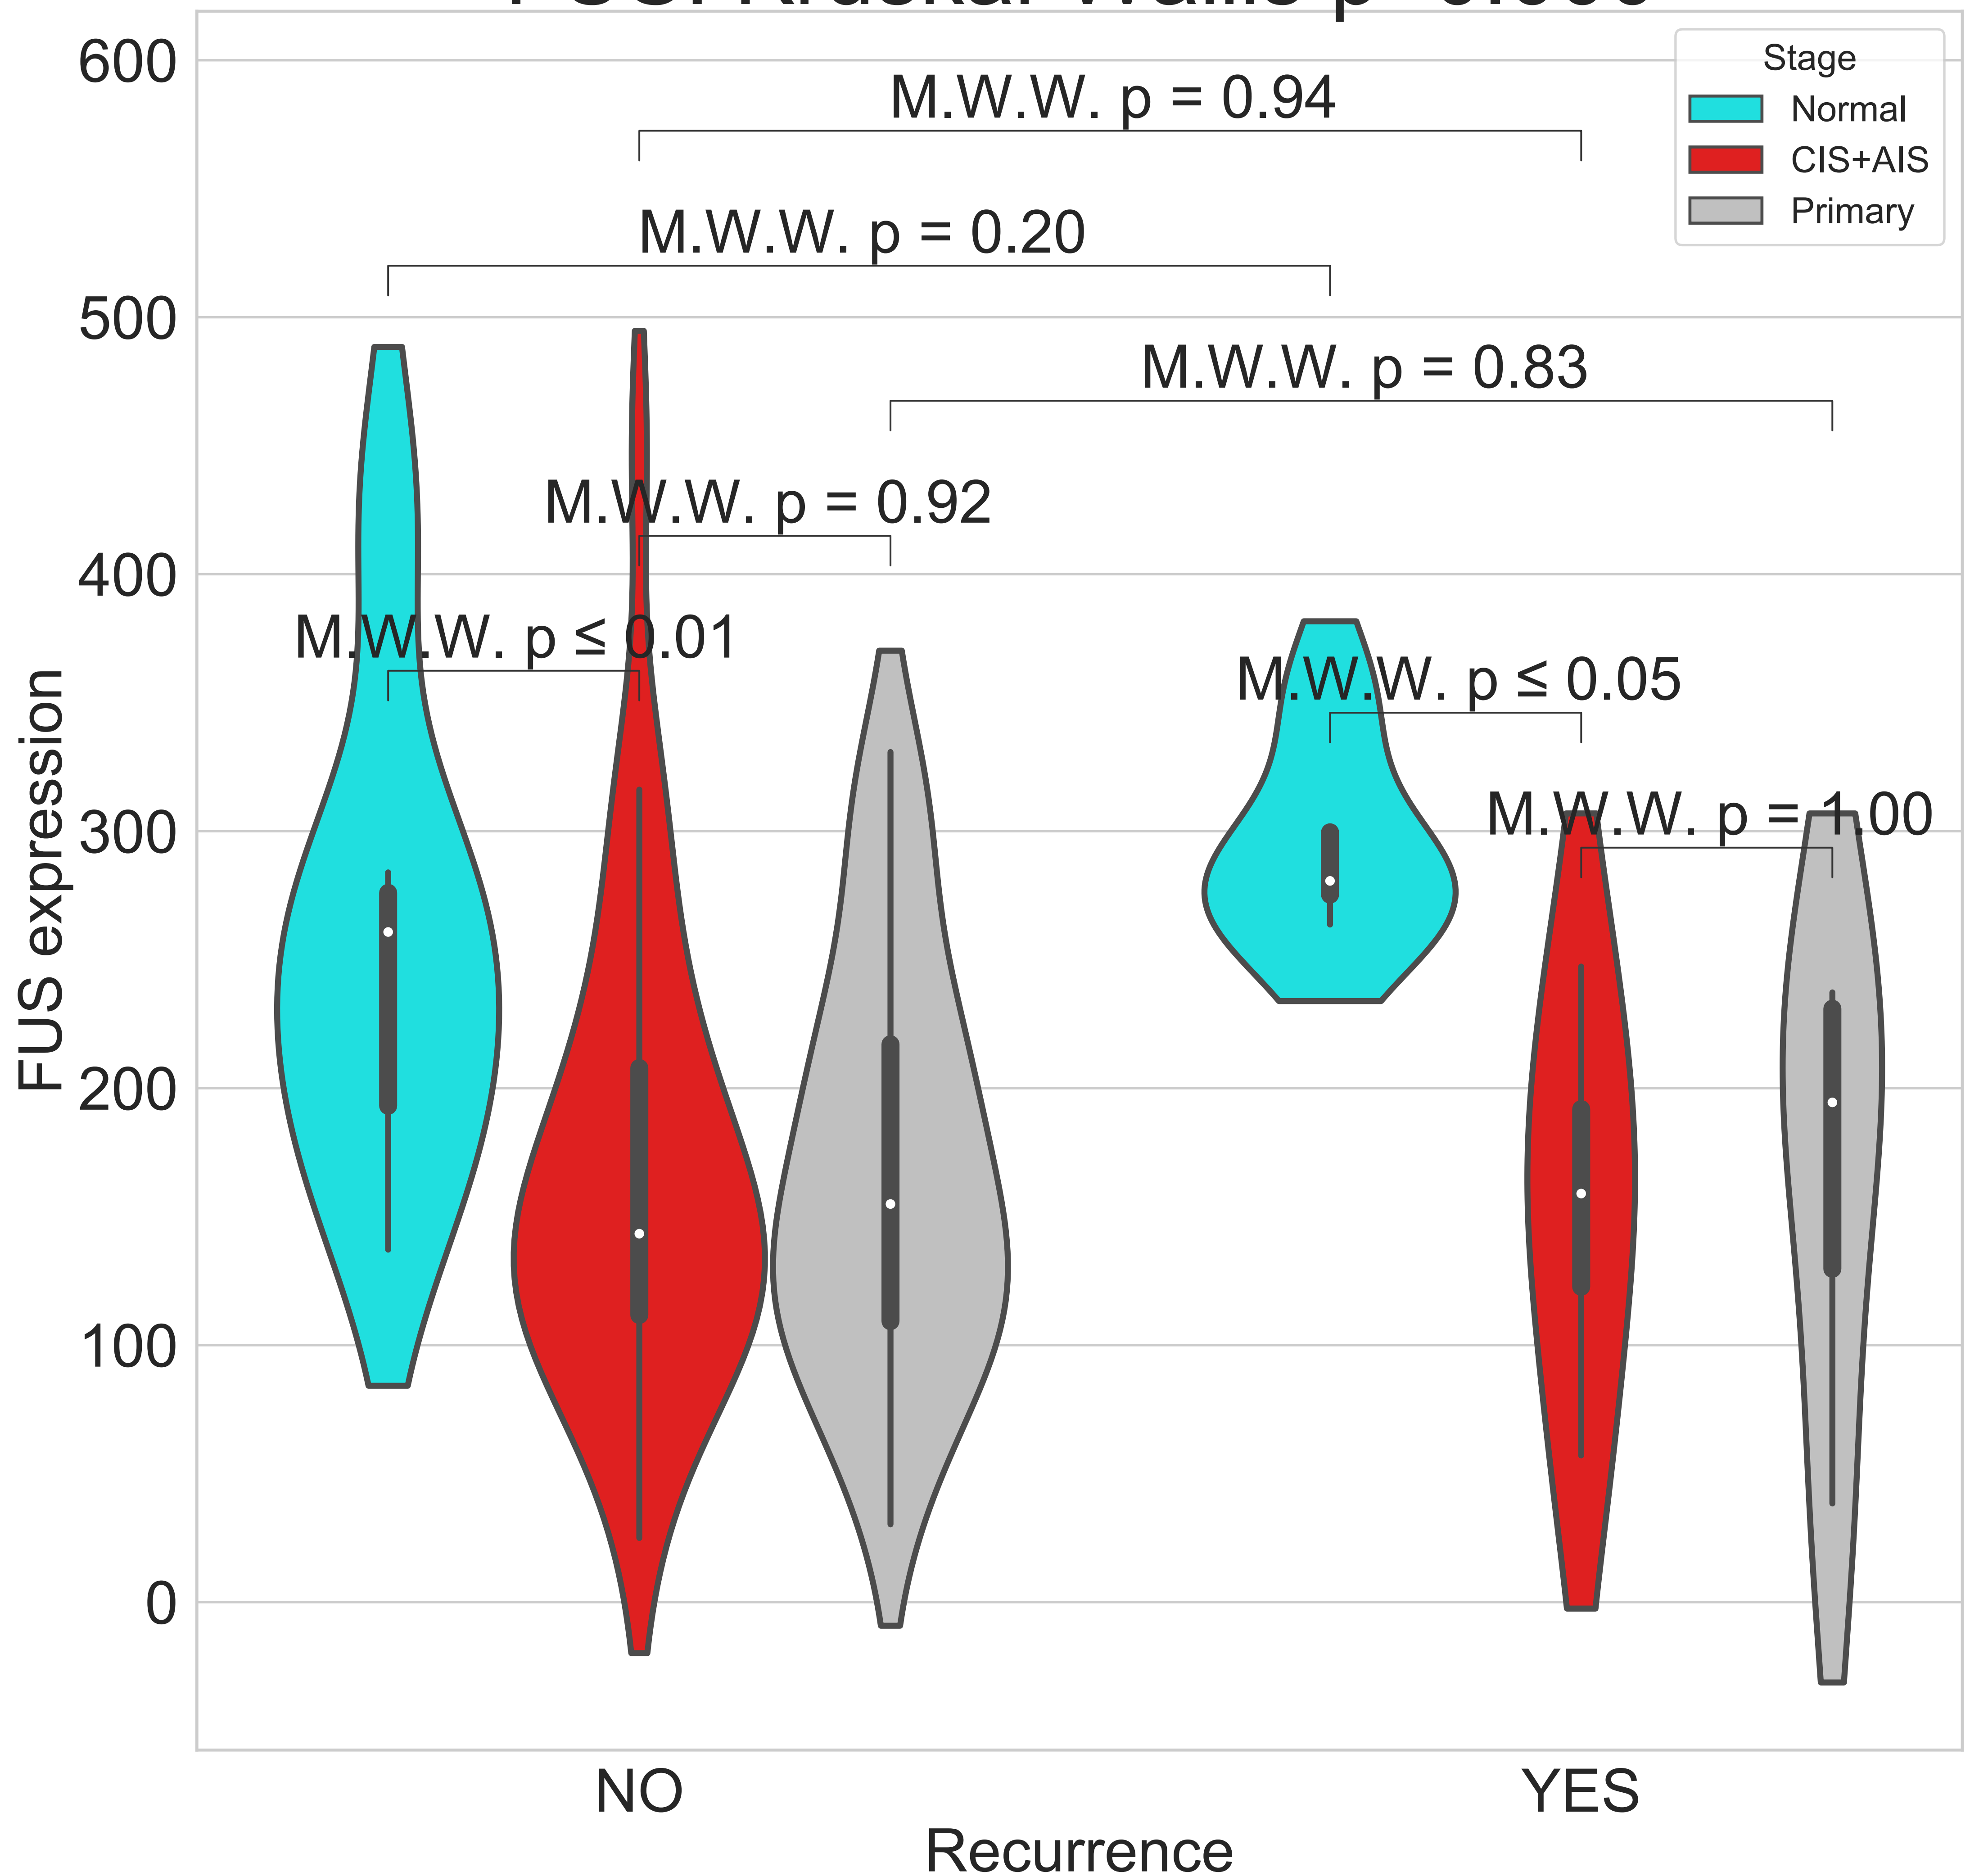 600
500
400
300
200
100
0
FUS expression
Stage
Normal
CIS+AIS
Primary
M.W.W. p = 0.94
M.W.W. p = 0.20
M.W.W. p = 0.83
M.W.W. p = 0.92
M.W.W. p ≤ 0.01
M.W.W. p ≤ 0.05
M.W.W. p = 1.00
NO
YES
Recurrence